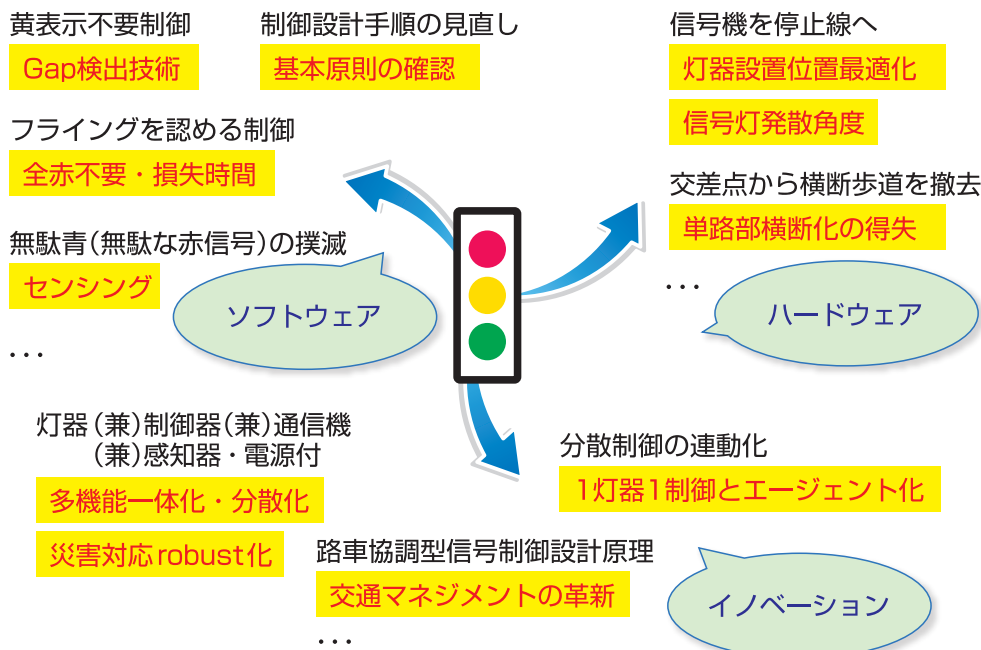 黄表示不要制御
Gap検出技術
制御設計手順の見直し
基本原則の確認
フライングを認める制御
全赤不要・損失時間
無駄青(無駄な赤信号)の撲滅
センシング
...
ソフトウェア
信号機を停止線へ
灯器設置位置最適化
信号灯発散角度
交差点から横断歩道を撤去
単路部横断化の得失
...
ハードウェア
灯器(兼)制御器(兼)通信機
(兼)感知器・電源付
多機能一体化・分散化
災害対応robust化
分散制御の連動化
1灯器1制御とエージェント化
路車協調型信号制御設計原理
交通マネジメントの革新
...
イノベーション